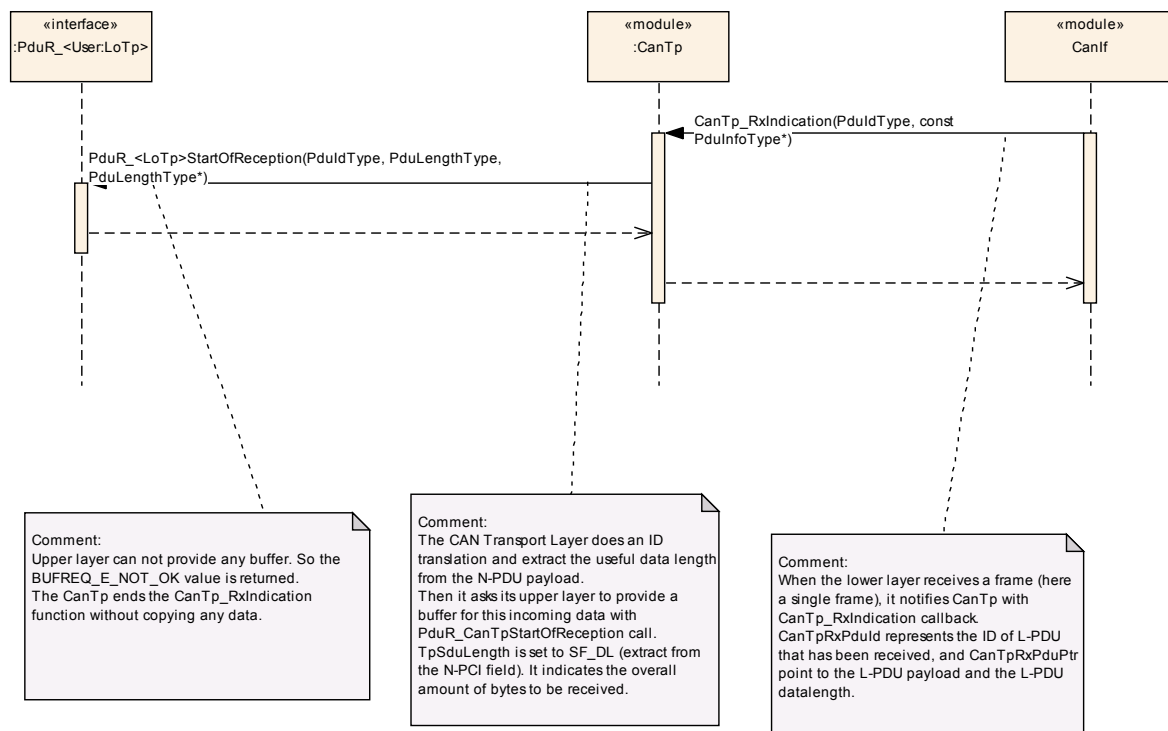 «interface»
:PduR_<User:LoTp>
«module»
:CanTp
«module»
CanIf
CanTp_RxIndication(PduIdType, const
PduInfoType*)
PduR_<LoTp>StartOfReception(PduIdType, PduLengthType,
PduLengthType*)
Comment:
Upper layer can not provide any buffer. So the
BUFREQ_E_NOT_OK value is returned.
The CanTp ends the CanTp_RxIndication
function without copying any data.
Comment:
The CAN Transport Layer does an ID
translation and extract the useful data length
from the N-PDU payload.
Then it asks its upper layer to provide a
buffer for this incoming data with
PduR_CanTpStartOfReception call.
TpSduLength is set to SF_DL (extract from
the N-PCI field). It indicates the overall
amount of bytes to be received.
Comment:
When the lower layer receives a frame (here
a single frame), it notifies CanTp with
CanTp_RxIndication callback.
CanTpRxPduId represents the ID of L-PDU
that has been received, and CanTpRxPduPtr
point to the L-PDU payload and the L-PDU
datalength.